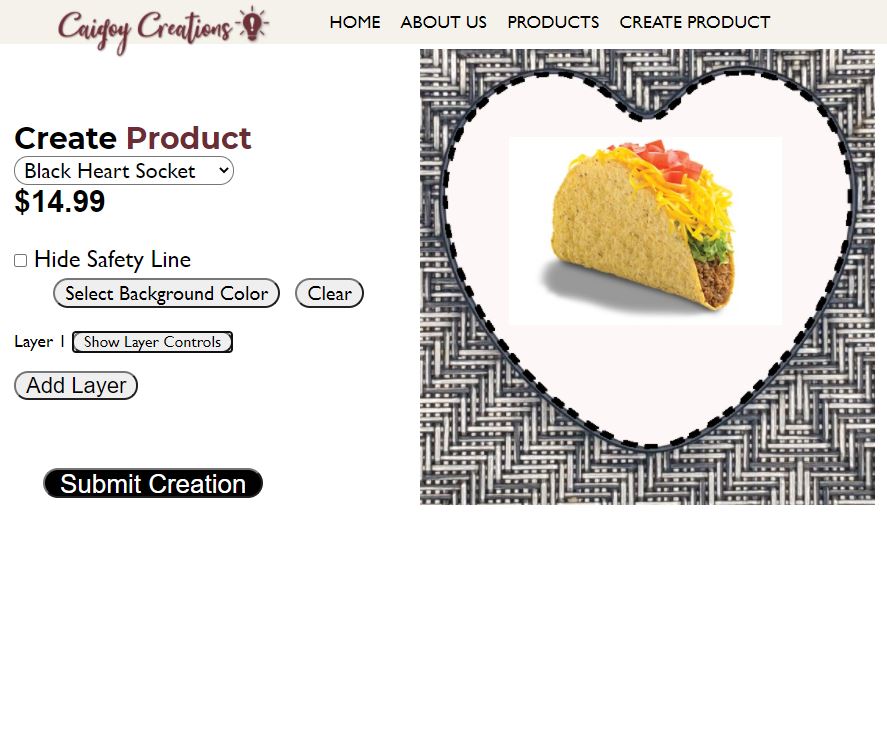 Caigoy Creations
HOME ABOUT US PRODUCTS CREATE PRODUCT
Create Product
Black Heart Socket
$14.99
Hide Safety Line
Select Background Color Clear
Layer 1 Show Layer Controls
Add Layer
Submit Creation